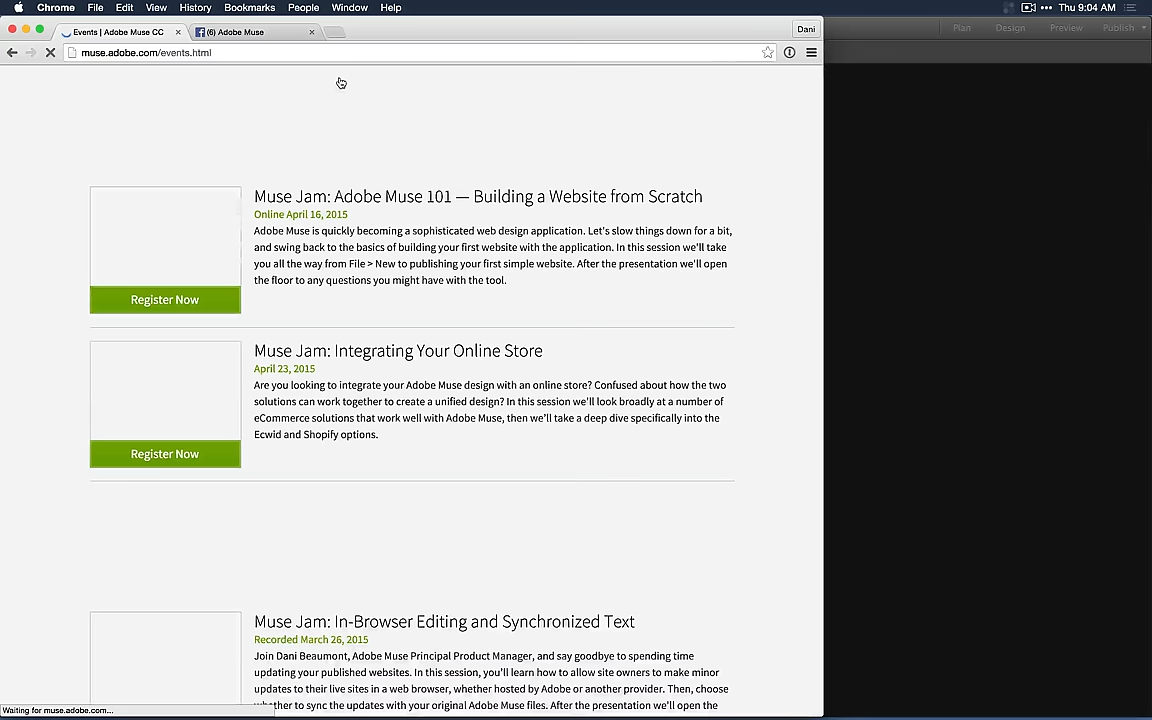 Chrome File Edit View History Bookmarks People Window Help Thu 9:04 AM
Events | Adobe Muse CC (6) Adobe Muse Dani
Plan Design Preview Publish
muse.adobe.com/events.html
Muse Jam: Adobe Muse 101 — Building a Website from Scratch
Online April 16, 2015
Adobe Muse is quickly becoming a sophisticated web design application. Let's slow things down for a bit,
and swing back to the basics of building your first website with the application. In this session we'll take
you all the way from File > New to publishing your first simple website. After the presentation we'll open
the floor to any questions you might have with the tool.
Register Now
Muse Jam: Integrating Your Online Store
April 23, 2015
Are you looking to integrate your Adobe Muse design with an online store? Confused about how the two
solutions can work together to create a unified design? In this session we'll look broadly at a number of
eCommerce solutions that work well with Adobe Muse, then we'll take a deep dive specifically into the
Ecwid and Shopify options.
Register Now
Muse Jam: In-Browser Editing and Synchronized Text
Recorded March 26, 2015
Join Dani Beaumont, Adobe Muse Principal Product Manager, and say goodbye to spending time
updating your published websites. In this session, you'll learn how to allow site owners to make minor
updates to their live sites in a web browser, whether hosted by Adobe or another provider. Then, choose
whether to sync the updates with your original Adobe Muse files. After the presentation we'll open the
Waiting for muse.adobe.com...